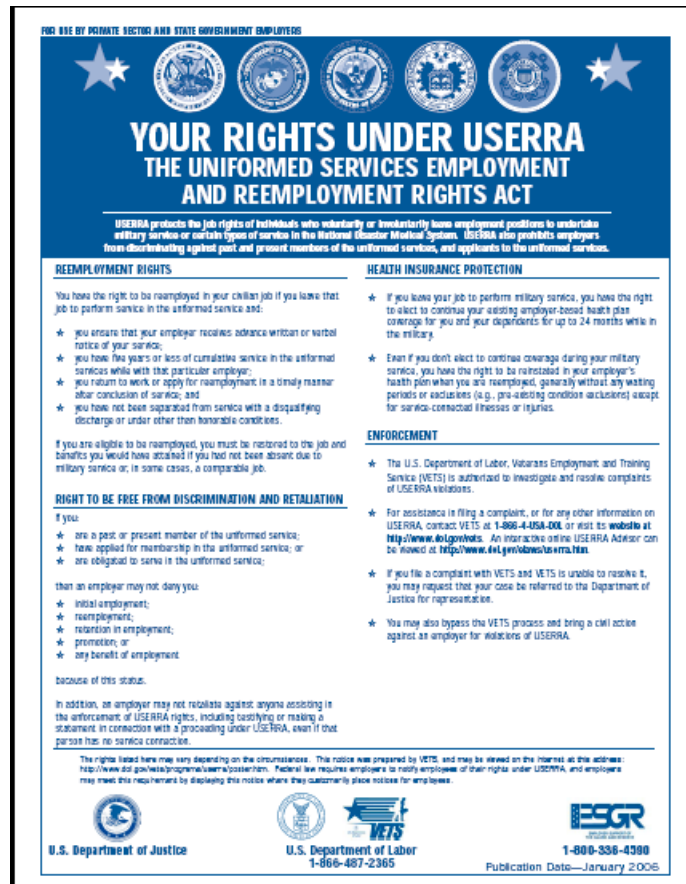 FOR USE BY PRIVATE SECTOR AND STATE GOVERNMENT EMPLOYERS
YOUR RIGHTS UNDER USERRA
THE UNIFORMED SERVICES EMPLOYMENT
AND REEMPLOYMENT RIGHTS ACT
USERRA protects the job rights of individuals who voluntarily or involuntarily leave employment positions to undertake
military service or certain types of service in the National Disaster Medical System. USERRA also prohibits employers
from discriminating against past and present members of the uniformed services, and applicants to the uniformed services.
REEMPLOYMENT RIGHTS
You have the right to be reemployed in your civilian job if you leave that
job to perform service in the uniformed service and:
★ you ensure that your employer receives advance written or verbal
notice of your service;
★ you have five years or less of cumulative service in the uniformed
services while with that particular employer;
★ you return to work or apply for reemployment in a timely manner
after conclusion of service; and
★ you have not been separated from service with a disqualifying
discharge or under other than honorable conditions.
If you are eligible to be reemployed, you must be restored to the job and
benefits you would have attained if you had not been absent due to
military service or, in some cases, a comparable job.
RIGHT TO BE FREE FROM DISCRIMINATION AND RETALIATION
If you:
★ are a past or present member of the uniformed service;
★ have applied for membership in the uniformed service; or
★ are obligated to serve in the uniformed service;
then an employer may not deny you:
★ initial employment;
★ reemployment;
★ retention in employment;
★ promotion; or
★ any benefit of employment
because of this status.
In addition, an employer may not retaliate against anyone assisting in
the enforcement of USERRA rights, including testifying or making a
statement in connection with a proceeding under USERRA, even if that
person has no service connection.
HEALTH INSURANCE PROTECTION
★ If you leave your job to perform military service, you have the right
to elect to continue your existing employer-based health plan
coverage for you and your dependents for up to 24 months while in
the military.
★ Even if you don't elect to continue coverage during your military
service, you have the right to be reinstated in your employer's
health plan when you are reemployed, generally without any waiting
periods or exclusions (e.g., pre-existing condition exclusions) except
for service-connected illnesses or injuries.
ENFORCEMENT
★ The U.S. Department of Labor, Veterans Employment and Training
Service (VETS) is authorized to investigate and resolve complaints
of USERRA violations.
★ For assistance in filing a complaint, or for any other information on
USERRA, contact VETS at 1-866-4-USA-DOL or visit its website at
http://www.dol.gov/vets. An interactive online USERRA Advisor can
be viewed at http://www.dol.gov/elaws/userra.htm.
★ If you file a complaint with VETS and VETS is unable to resolve it,
you may request that your case be referred to the Department of
Justice for representation.
★ You may also bypass the VETS process and bring a civil action
against an employer for violations of USERRA.
The rights listed here may vary depending on the circumstances. This notice was prepared by VETS, and may be viewed on the internet at this address:
http://www.dol.gov/vets/programs/userra/poster.htm. Federal law requires employers to notify employees of their rights under USERRA, and employers
may meet this requirement by displaying this notice where they customarily place notices for employees.
VETS
ESGR
U.S. Department of Justice
U.S. Department of Labor
1-866-487-2365
1-800-336-4590
Publication Date—January 2006